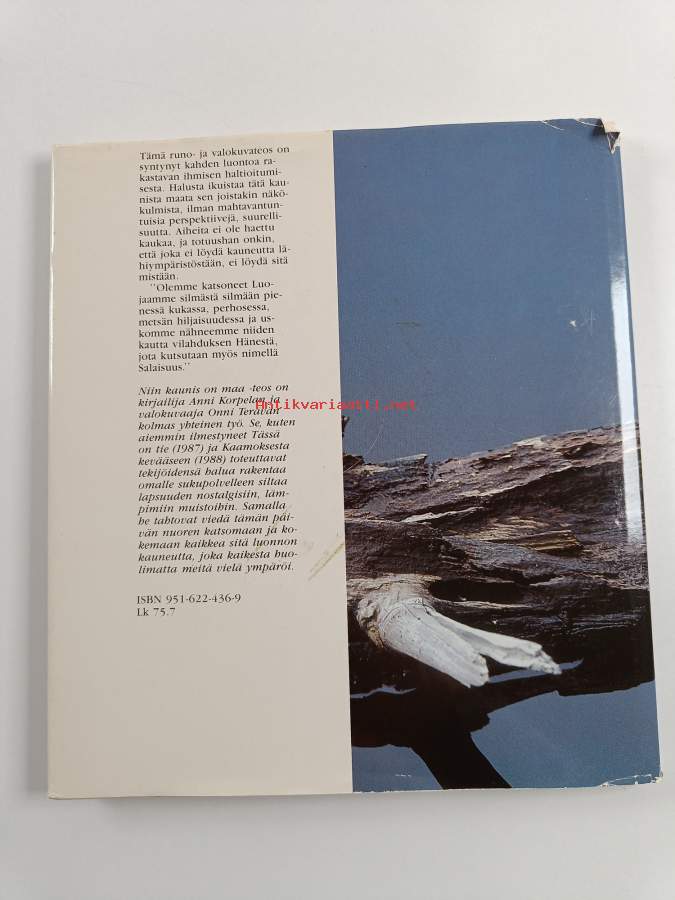 Tämä runo- ja valokuvateos on
syntynyt kahden luontoa ra-
kastavan ihmisen haltioitumi-
sesta. Halusta ikuistaa tätä kau-
nista maata sen joistakin näkö-
kulmista, ilman mahtavantun-
tuisia perspektiivejä, suurelli-
suutta. Aiheita ei ole haettu
kaukaa, ja totuushan onkin,
että joka ei löydä kauneutta lä-
hiympäristöstään, ei löydä sitä
mistään.
''Olemme katsoneet Luo-
jaamme silmästä silmään pie-
nessä kukassa, perhosessa,
metsän hiljaisuudessa ja us-
komme nähneemme niiden
kautta vilahduksen Hänestä,
jota kutsutaan myös nimellä
Salaisuus.''
Niin kaunis on maa -teos on
kirjailija Anni Korpelan ja
valokuvaaja Onni Terävän
kolmas yhteinen työ. Se, kuten
aiemmin ilmestyneet Tässä
on tie (1987) ja Kaamoksesta
kevääseen (1988) toteuttavat
tekijöidensä halua rakentaa
omalle sukupolvelleen siltaa
lapsuuden nostalgisiin, läm-
pimiin muistoihin. Samalla
he tahtovat viedä tämän päi-
vän nuoren katsomaan ja ko-
kemaan kaikkea sitä luonnon
kauneutta, joka kaikesta huo-
limatta meitä vielä ympäröi.
ISBN 951-622-436-9
Lk 75.7
Antikvariaatti.net